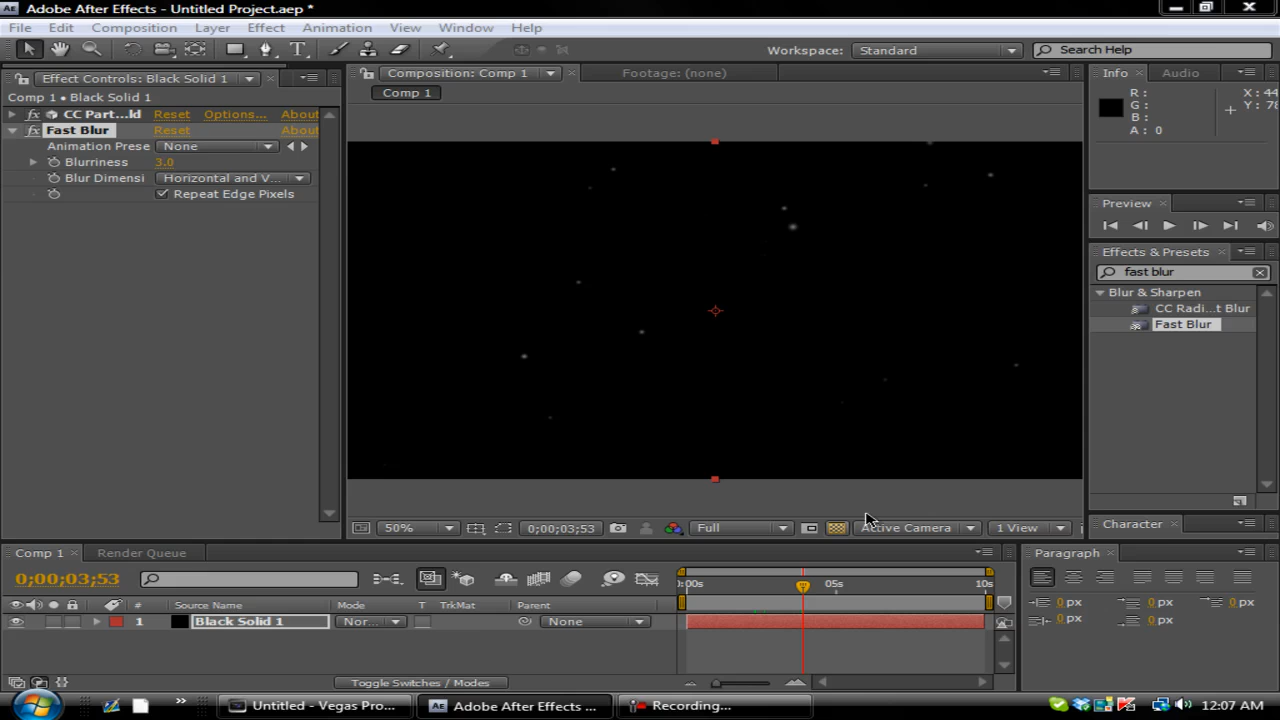 Adobe After Effects - Untitled Project.aep *
File Edit Composition Layer Effect Animation View Window Help
Workspace: Standard Search Help
Effect Controls: Black Solid 1
Composition: Comp 1
Footage: (none)
Info Audio
Comp 1 • Black Solid 1
Comp 1
fx CC Part...ld Reset Options... About
fx Fast Blur Reset About
Animation Prese None
Blurriness 3.0
Blur Dimensi Horizontal and V...
Repeat Edge Pixels
R :
G :
B :
A : 0
X : 44
Y : 78
Preview
Effects & Presets
fast blur
Blur & Sharpen
CC Radi...t Blur
Fast Blur
50% 0;00;03;53 Full Active Camera 1 View
Character
Comp 1 Render Queue
Paragraph
0;00;03;53
0:00s 05s 10s
# Source Name Mode T TrkMat Parent
1 Black Solid 1 Nor... None
0 px 0 px 0 px
0 px 0 px
Toggle Switches / Modes
Untitled - Vegas Pro...
Ae Adobe After Effects ...
Recording...
12:07 AM